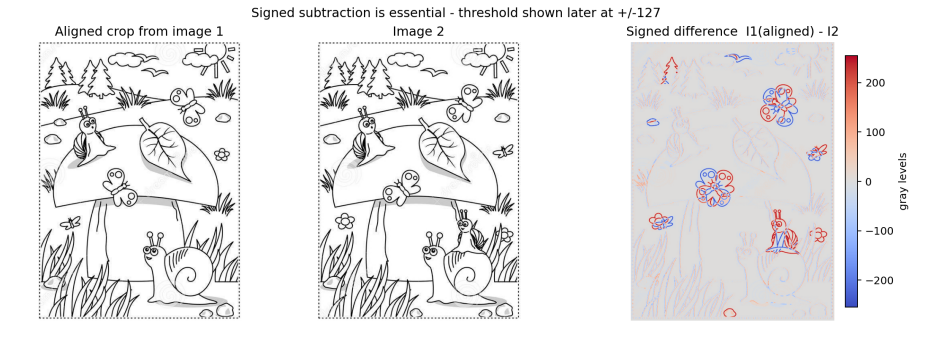 Signed subtraction is essential - threshold shown later at +/-127
Aligned crop from image 1
Image 2
Signed difference  I1(aligned) - I2
200
100
0
−100
−200
gray levels